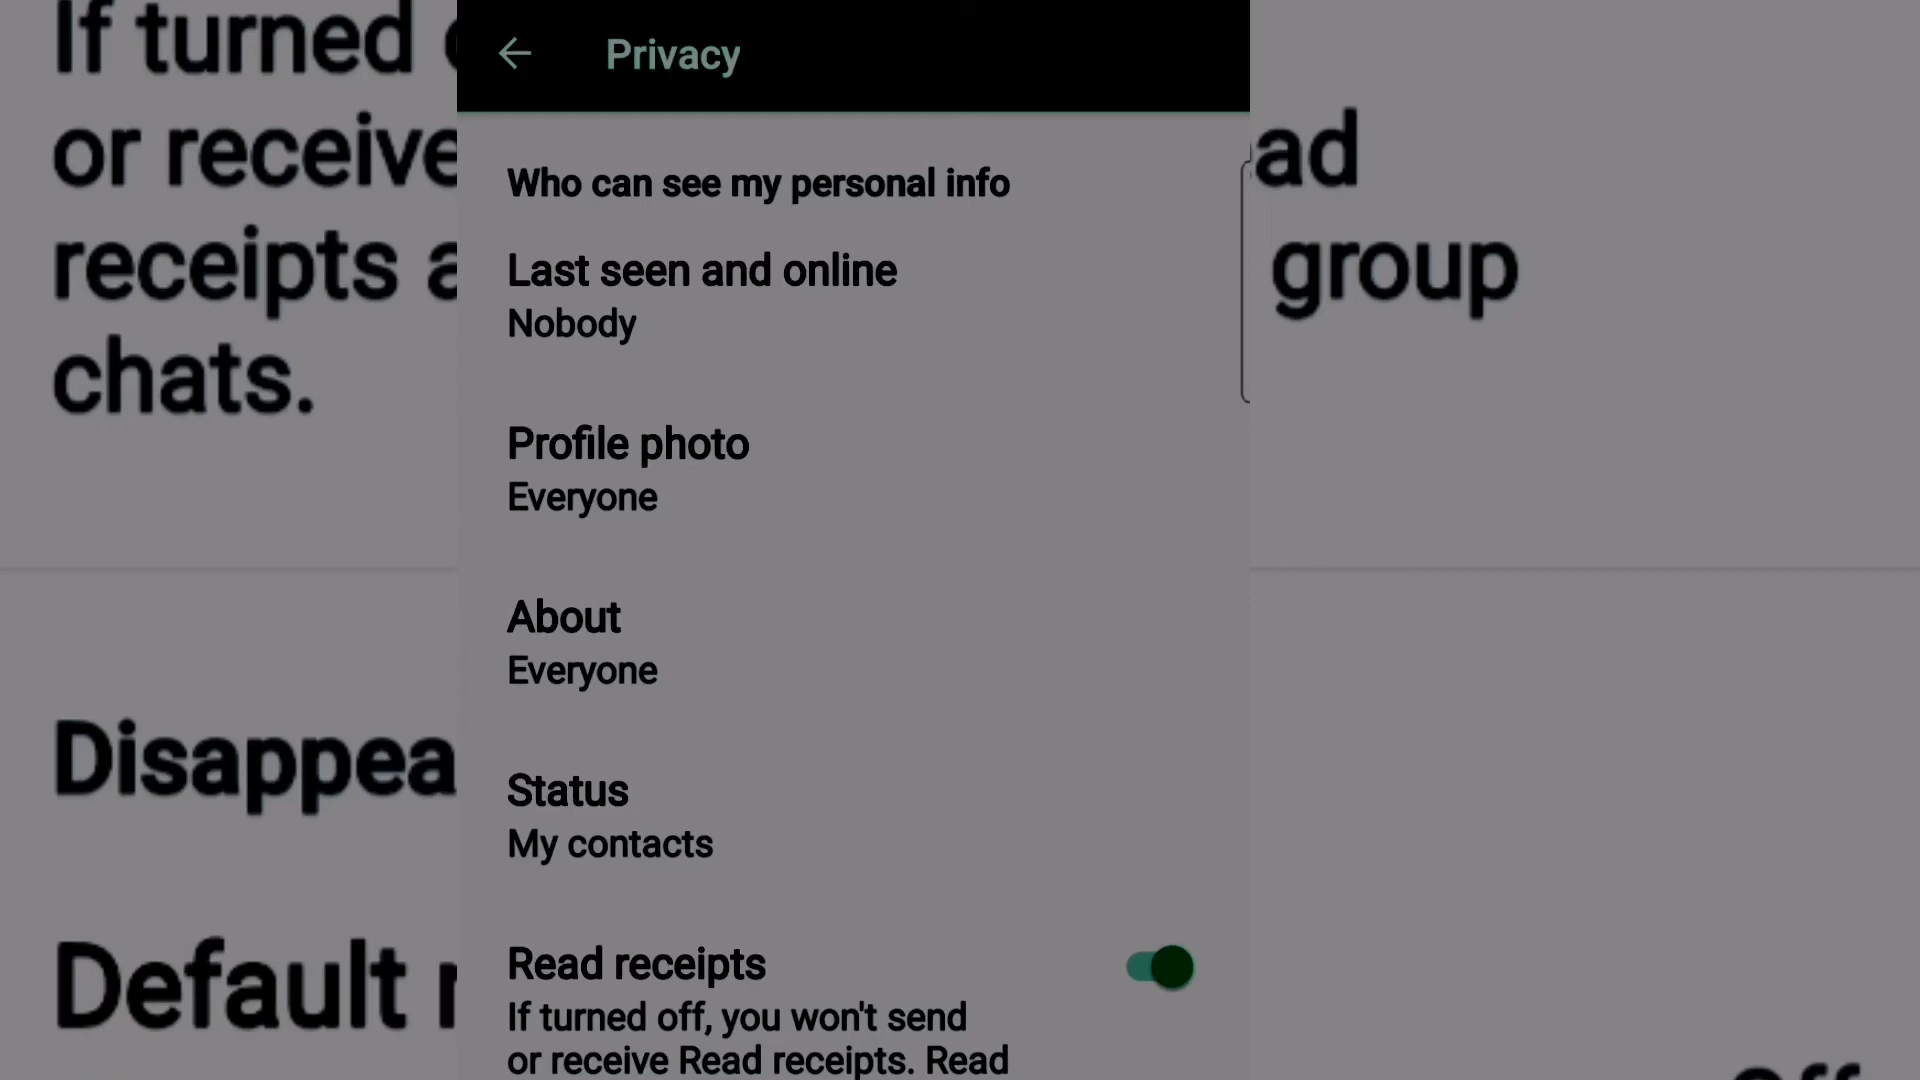 If turned
or receive
ad
receipts a
group
chats.
Disappea
Default
Privacy
Who can see my personal info
Last seen and online
Nobody
Profile photo
Everyone
About
Everyone
Status
My contacts
Read receipts
If turned off, you won't send
or receive Read receipts. Read